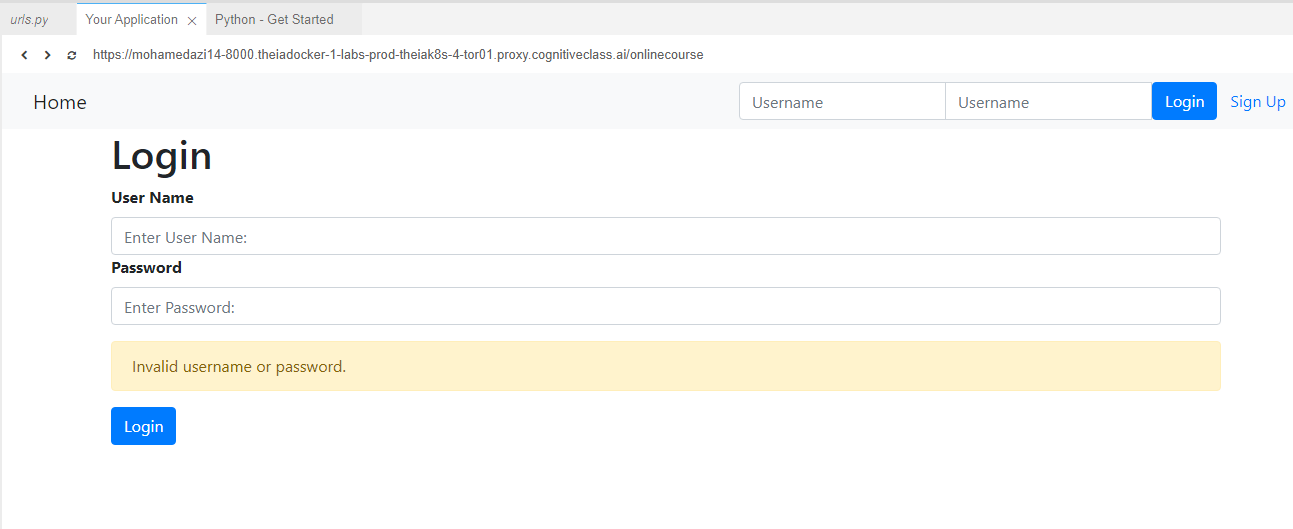 urls.py Your Application Python - Get Started
https://mohamedazi14-8000.theiadocker-1-labs-prod-theiak8s-4-tor01.proxy.cognitiveclass.ai/onlinecourse
Home Username Username Login Sign Up
Login
User Name
Enter User Name:
Password
Enter Password:
Invalid username or password.
Login